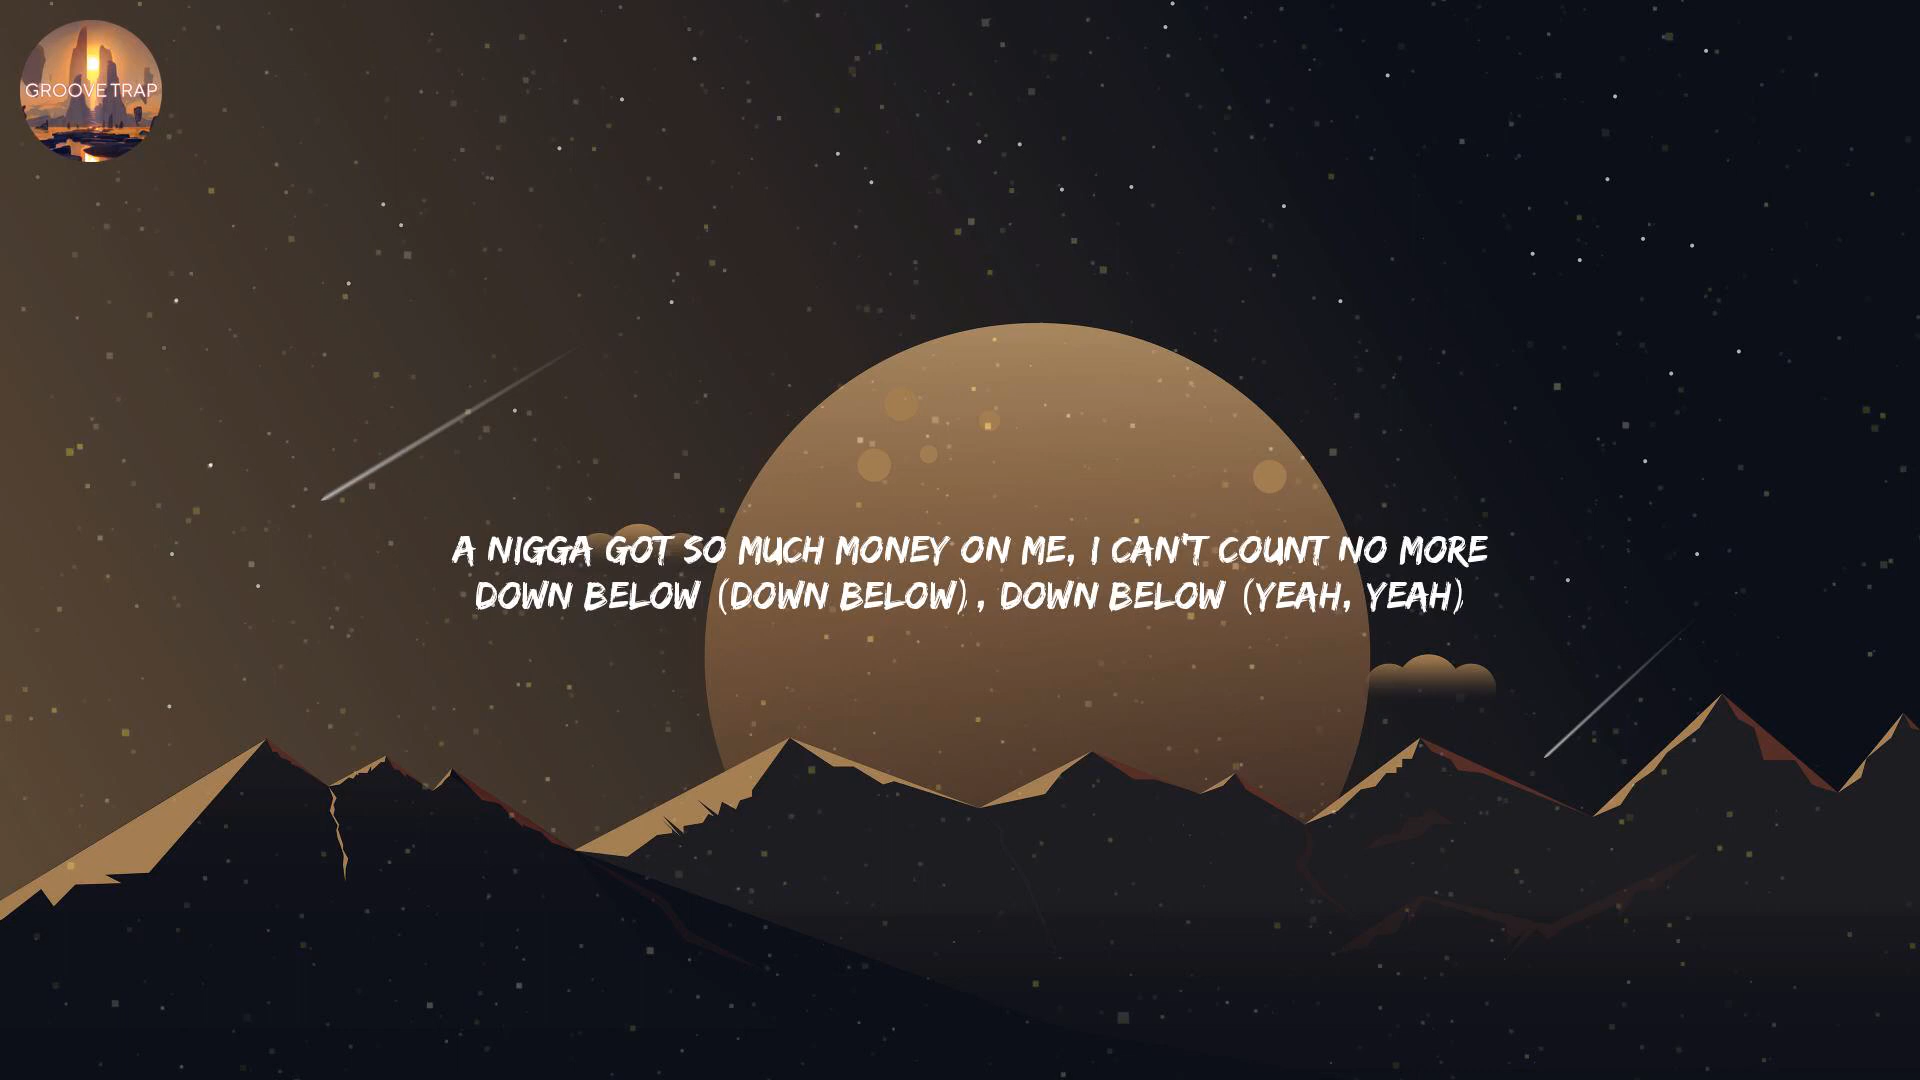 GROOVE TRAP
A NIGGA GOT SO MUCH MONEY ON ME, I CAN'T COUNT NO MORE
DOWN BELOW (DOWN BELOW), DOWN BELOW (YEAH, YEAH)